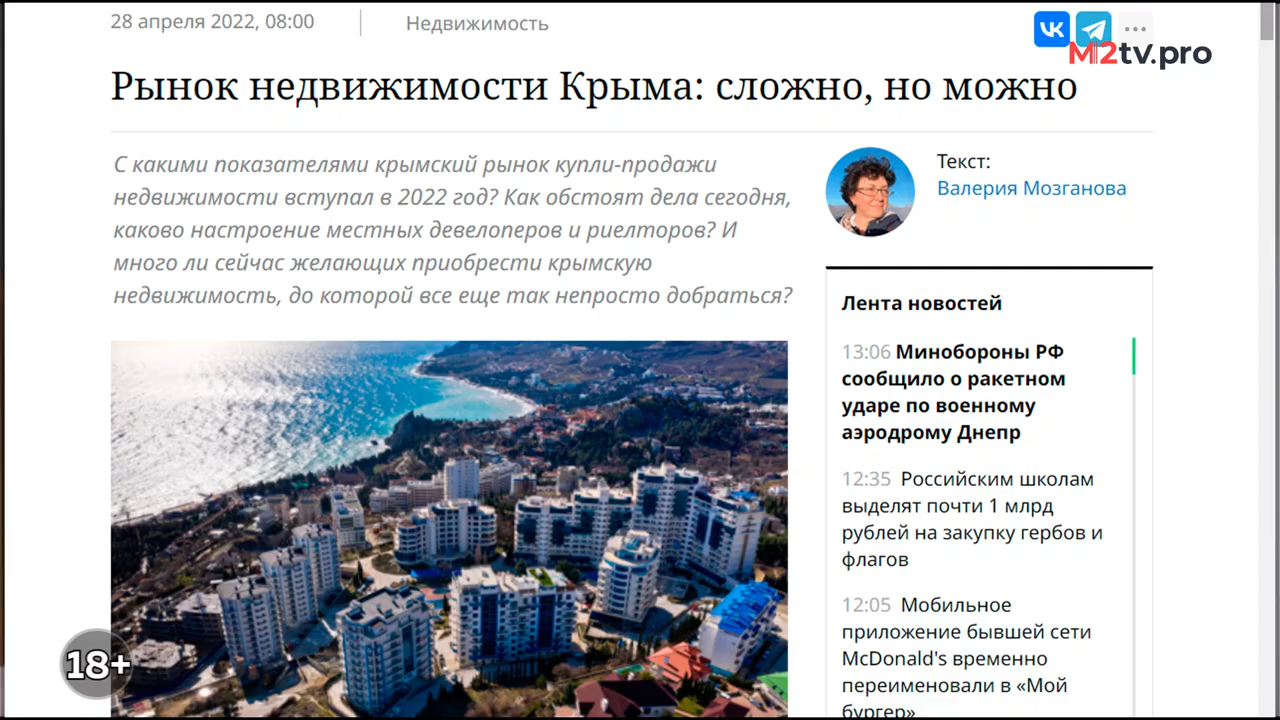 28 апреля 2022, 08:00
Недвижимость
M2tv.pro
Рынок недвижимости Крыма: сложно, но можно
С какими показателями крымский рынок купли-продажи
недвижимости вступал в 2022 год? Как обстоят дела сегодня,
каково настроение местных девелоперов и риелторов? И
много ли сейчас желающих приобрести крымскую
недвижимость, до которой все еще так непросто добраться?
Текст:
Валерия Мозганова
Лента новостей
13:06 Минобороны РФ
сообщило о ракетном
ударе по военному
аэродрому Днепр
12:35 Российским школам
выделят почти 1 млрд
рублей на закупку гербов и
флагов
12:05 Мобильное
приложение бывшей сети
McDonald's временно
переименовали в «Мой
бургер»
18+